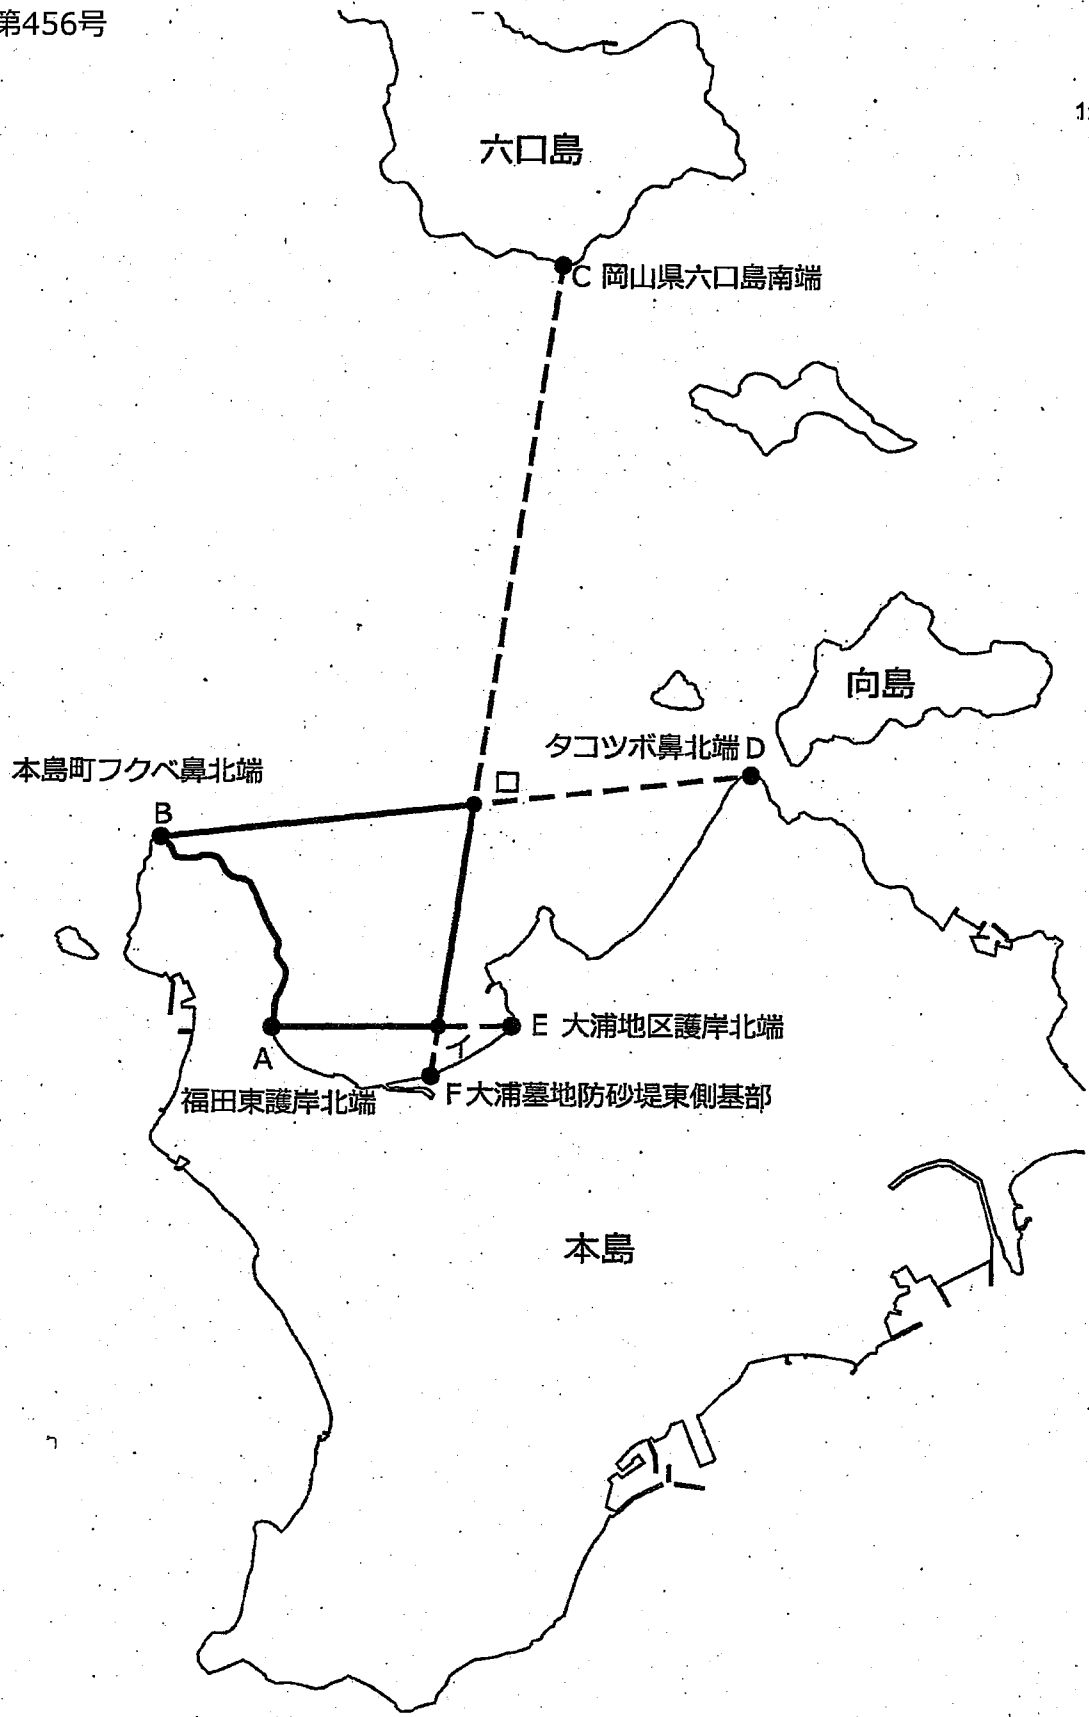 第456号
六口島
C 岡山県六口島南端
向島
タコツボ鼻北端 D
ロ
本島町フクベ鼻北端
B
E 大浦地区護岸北端
イ
A
F 大浦墓地防砂堤東側基部
福田東護岸北端
本島